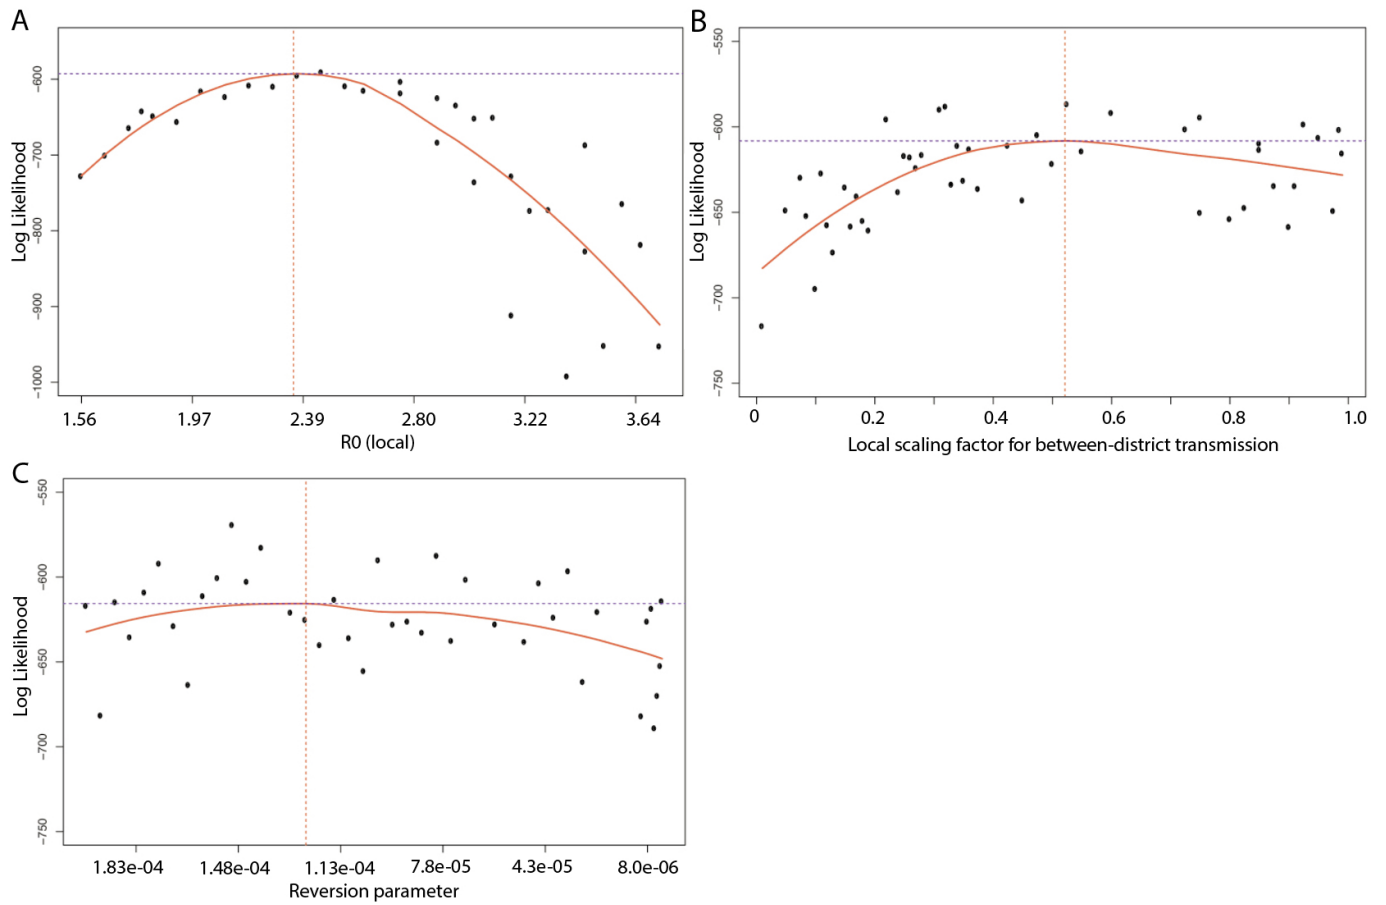 A
Log Likelihood
-600
-700
-800
-900
-1000
1.56 1.97 2.39 2.80 3.22 3.64
R0 (local)
B
Log Likelihood
-550
-600
-650
-700
-750
0 0.2 0.4 0.6 0.8 1.0
Local scaling factor for between-district transmission
C
Log Likelihood
-550
-600
-650
-700
-750
1.83e-04 1.48e-04 1.13e-04 7.8e-05 4.3e-05 8.0e-06
Reversion parameter